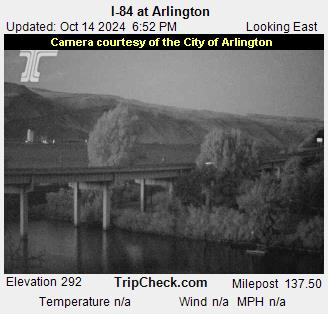 I-84 at Arlington
Updated: Oct 14 2024 6:52 PM Looking East
Camera courtesy of the City of Arlington
Elevation 292 TripCheck.com Milepost 137.50
Temperature n/a Wind n/a MPH n/a